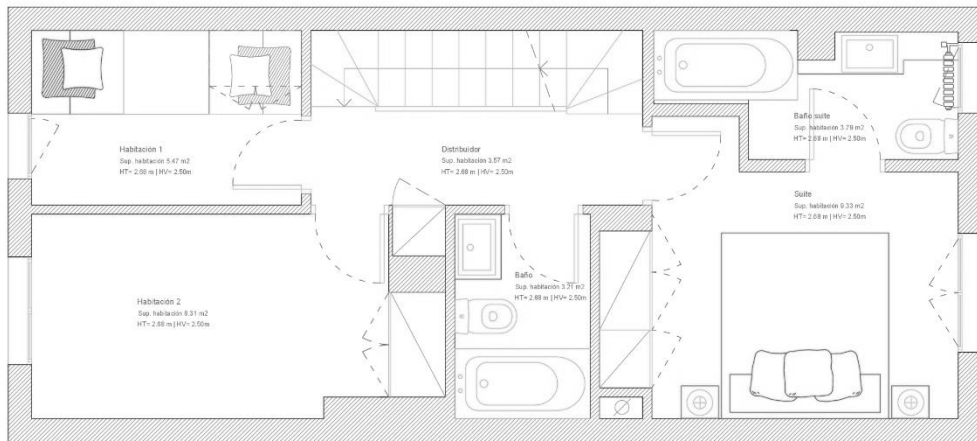 Baño suite
Sup. habitación 3.79 m2
HT= 2.68 m | HV= 2.50m
Habitación 1
Sup. habitación 5.47 m2
HT= 2.68 m | HV= 2.50m
Distribuidor
Sup. habitación 3.57 m2
HT= 2.68 m | HV= 2.50m
Suite
Sup. habitación 9.33 m2
HT= 2.68 m | HV= 2.50m
Baño
Sup. habitación 3.21 m2
HT= 2.68 m | HV= 2.50m
Habitación 2
Sup. habitación 8.31 m2
HT= 2.68 m | HV= 2.50m